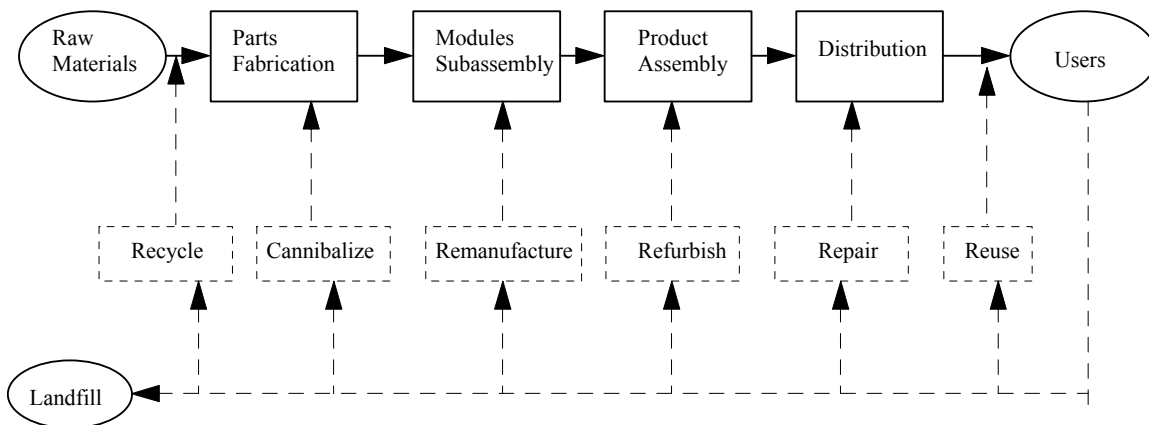 Raw
Materials
Parts
Fabrication
Modules
Subassembly
Product
Assembly
Distribution
Users
Recycle
Cannibalize
Remanufacture
Refurbish
Repair
Reuse
Landfill